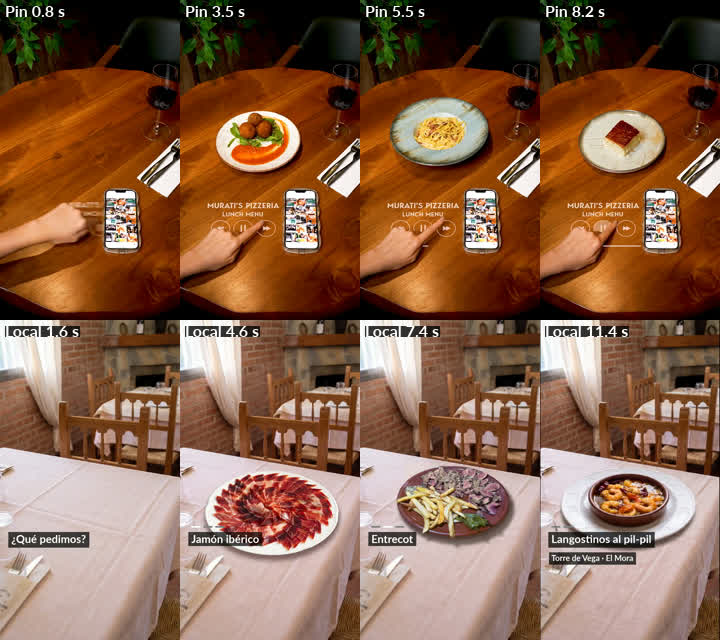 Pin 0.8 s
Pin 3.5 s
Pin 5.5 s
Pin 8.2 s
MURATI'S PIZZERIA
LUNCH MENU
MURATI'S PIZZERIA
LUNCH MENU
MURATI'S PIZZERIA
LUNCH MENU
Local 1.6 s
Local 4.6 s
Local 7.4 s
Local 11.4 s
¿Qué pedimos?
Jamón ibérico
Entrecot
Langostinos al pil-pil
Torre de Vega · El Mora